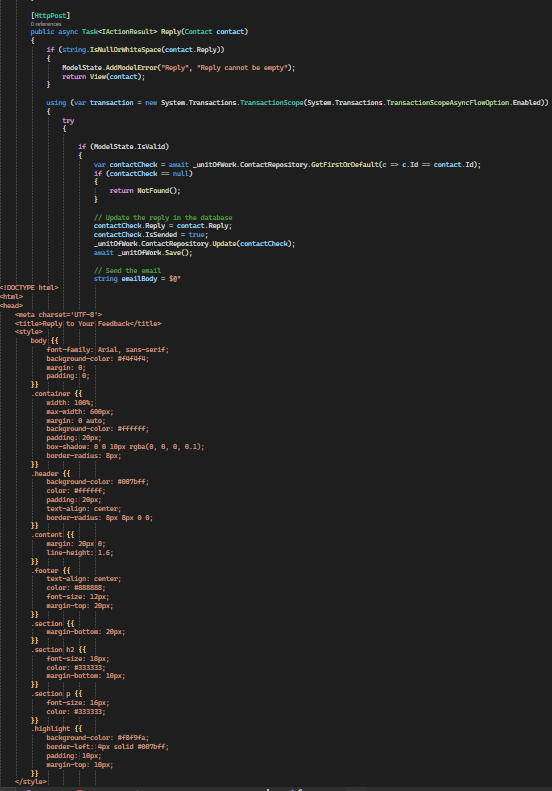 [HttpPost]
0 references
public async Task<IActionResult> Reply(Contact contact)
{
if (string.IsNullOrWhiteSpace(contact.Reply))
{
ModelState.AddModelError("Reply", "Reply cannot be empty");
return View(contact);
}
using (var transaction = new System.Transactions.TransactionScope(System.Transactions.TransactionScopeAsyncFlowOption.Enabled))
{
try
{
if (ModelState.IsValid)
{
var contactCheck = await _unitOfWork.ContactRepository.GetFirstOrDefault(c => c.Id == contact.Id);
if (contactCheck == null)
{
return NotFound();
}
// Update the reply in the database
contactCheck.Reply = contact.Reply;
contactCheck.IsSended = true;
_unitOfWork.ContactRepository.Update(contactCheck);
await _unitOfWork.Save();
// Send the email
string emailBody = $@"
<!DOCTYPE html>
<html>
<head>
<meta charset='UTF-8'>
<title>Reply to Your Feedback</title>
<style>
body {{
font-family: Arial, sans-serif;
background-color: #f4f4f4;
margin: 0;
padding: 0;
}}
.container {{
width: 100%;
max-width: 600px;
margin: 0 auto;
background-color: #ffffff;
padding: 20px;
box-shadow: 0 0 10px rgba(0, 0, 0, 0.1);
border-radius: 8px;
}}
.header {{
background-color: #007bff;
color: #ffffff;
padding: 20px;
text-align: center;
border-radius: 8px 8px 0 0;
}}
.content {{
margin: 20px 0;
line-height: 1.6;
}}
.footer {{
text-align: center;
color: #888888;
font-size: 12px;
margin-top: 20px;
}}
.section {{
margin-bottom: 20px;
}}
.section h2 {{
font-size: 18px;
color: #333333;
margin-bottom: 10px;
}}
.section p {{
font-size: 16px;
color: #333333;
}}
.highlight {{
background-color: #f8f9fa;
border-left: 4px solid #007bff;
padding: 10px;
margin-top: 10px;
}}
</style>